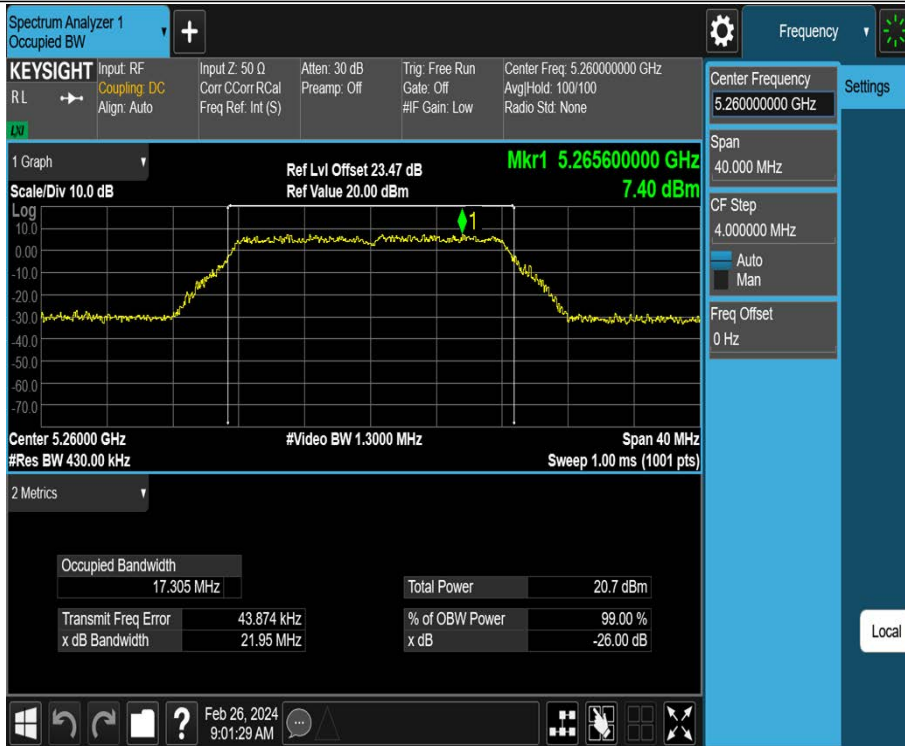 Spectrum Analyzer 1
Occupied BW
+
Frequency
KEYSIGHT
R L
LXI
Input: RF
Coupling: DC
Align: Auto
Input Z: 50 Ω
Corr CCorr RCal
Freq Ref: Int (S)
Atten: 30 dB
Preamp: Off
Trig: Free Run
Gate: Off
#IF Gain: Low
Center Freq: 5.260000000 GHz
Avg|Hold: 100/100
Radio Std: None
Center Frequency
5.260000000 GHz
Settings
Span
40.000 MHz
CF Step
4.000000 MHz
Auto
Man
Freq Offset
0 Hz
Local
1 Graph
Scale/Div 10.0 dB
Ref Lvl Offset 23.47 dB
Ref Value 20.00 dBm
Mkr1 5.265600000 GHz
7.40 dBm
Log
1
10.0
0.00
-10.0
-20.0
-30.0
-40.0
-50.0
-60.0
-70.0
Center 5.26000 GHz
#Video BW 1.3000 MHz
Span 40 MHz
#Res BW 430.00 kHz
Sweep 1.00 ms (1001 pts)
2 Metrics
Occupied Bandwidth
17.305 MHz
Total Power 20.7 dBm
Transmit Freq Error 43.874 kHz
% of OBW Power 99.00 %
x dB Bandwidth 21.95 MHz
x dB -26.00 dB
?
Feb 26, 2024
9:01:29 AM